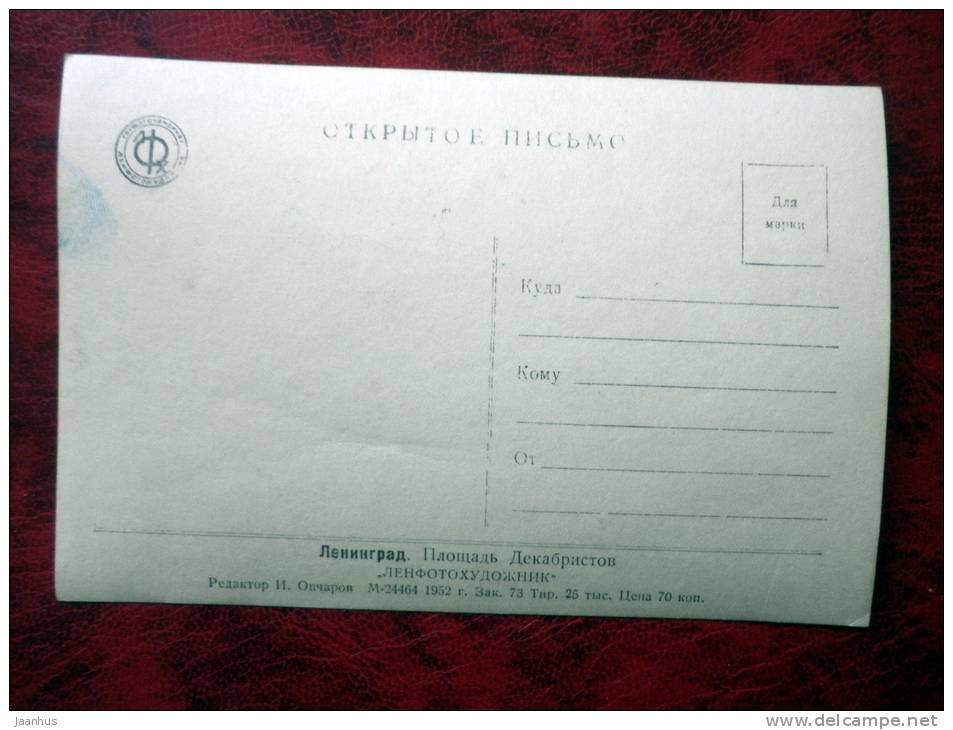 ОТКРЫТОЕ ПИСЬМО
Для
марки
Куда
Кому
От
Ленинград. Площадь Декабристов
„ЛЕНФОТОХУДОЖНИК"
Редактор И. Овчаров М-24464 1952 г. Зак. 73 Тир. 25 тыс. Цена 70 коп.
jaanhus
www.delcampe.net